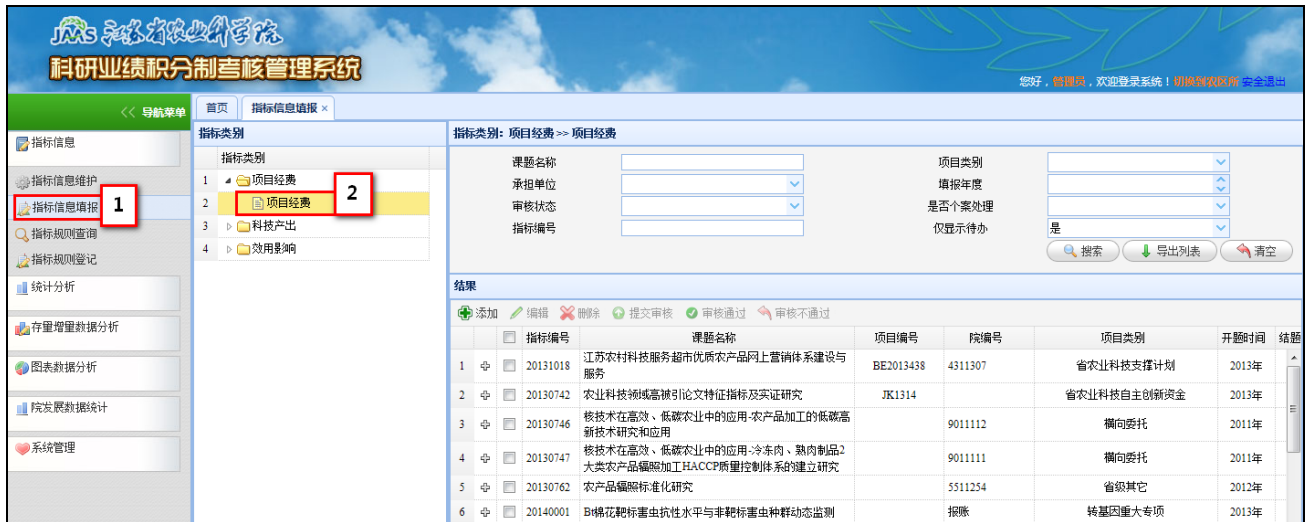 JAAS 江苏省农业科学院
科研业绩积分制考核管理系统
您好，管理员，欢迎登录系统！切换到农区所 安全退出
<< 导航菜单
首页 指标信息填报 ×
指标信息
指标信息维护
指标信息填报 1
指标规则查询
指标规则登记
统计分析
存量增量数据分析
图表数据分析
院发展数据统计
系统管理
指标类别
指标类别
1 项目经费
2 项目经费 2
3 科技产出
4 效用影响
指标类别：项目经费 >> 项目经费
课题名称 项目类别
承担单位 填报年度
审核状态 是否个案处理
指标编号 仅显示待办 是
搜索 导出列表 清空
结果
添加 编辑 删除 提交审核 审核通过 审核不通过
指标编号 课题名称 项目编号 院编号 项目类别 开题时间 结题
1 20131018 江苏农村科技服务超市优质农产品网上营销体系建设与 BE2013438 4311307 省农业科技支撑计划 2013年
服务
2 20130742 农业科技领域高被引论文特征指标及实证研究 JK1314 省农业科技自主创新资金 2013年
3 20130746 核技术在高效、低碳农业中的应用-农产品加工的低碳高 9011112 横向委托 2011年
新技术研究和应用
4 20130747 核技术在高效、低碳农业中的应用-冷冻肉、熟肉制品2 9011111 横向委托 2011年
大类农产品辐照加工HACCP质量控制体系的建立研究
5 20130762 农产品辐照标准化研究 5511254 省级其它 2012年
6 20140001 Bt棉花靶标害虫抗性水平与非靶标害虫种群动态监测 报账 转基因重大专项 2013年